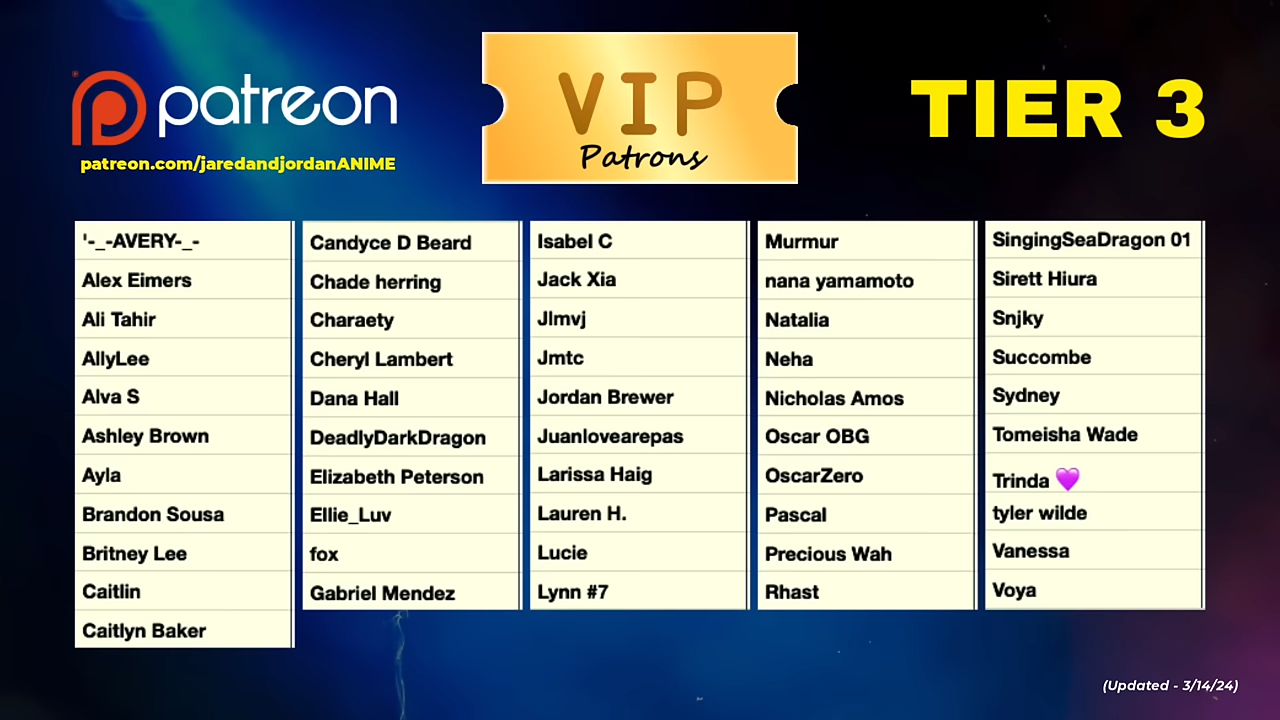 patreon
patreon.com/jaredandjordanANIME
VIP
Patrons
TIER 3
'-_-AVERY-_-
Alex Eimers
Ali Tahir
AllyLee
Alva S
Ashley Brown
Ayla
Brandon Sousa
Britney Lee
Caitlin
Caitlyn Baker
Candyce D Beard
Chade herring
Charaety
Cheryl Lambert
Dana Hall
DeadlyDarkDragon
Elizabeth Peterson
Ellie_Luv
fox
Gabriel Mendez
Isabel C
Jack Xia
Jlmvj
Jmtc
Jordan Brewer
Juanlovearepas
Larissa Haig
Lauren H.
Lucie
Lynn #7
Murmur
nana yamamoto
Natalia
Neha
Nicholas Amos
Oscar OBG
OscarZero
Pascal
Precious Wah
Rhast
SingingSeaDragon 01
Sirett Hiura
Snjky
Succombe
Sydney
Tomeisha Wade
Trinda 💜
tyler wilde
Vanessa
Voya
(Updated - 3/14/24)